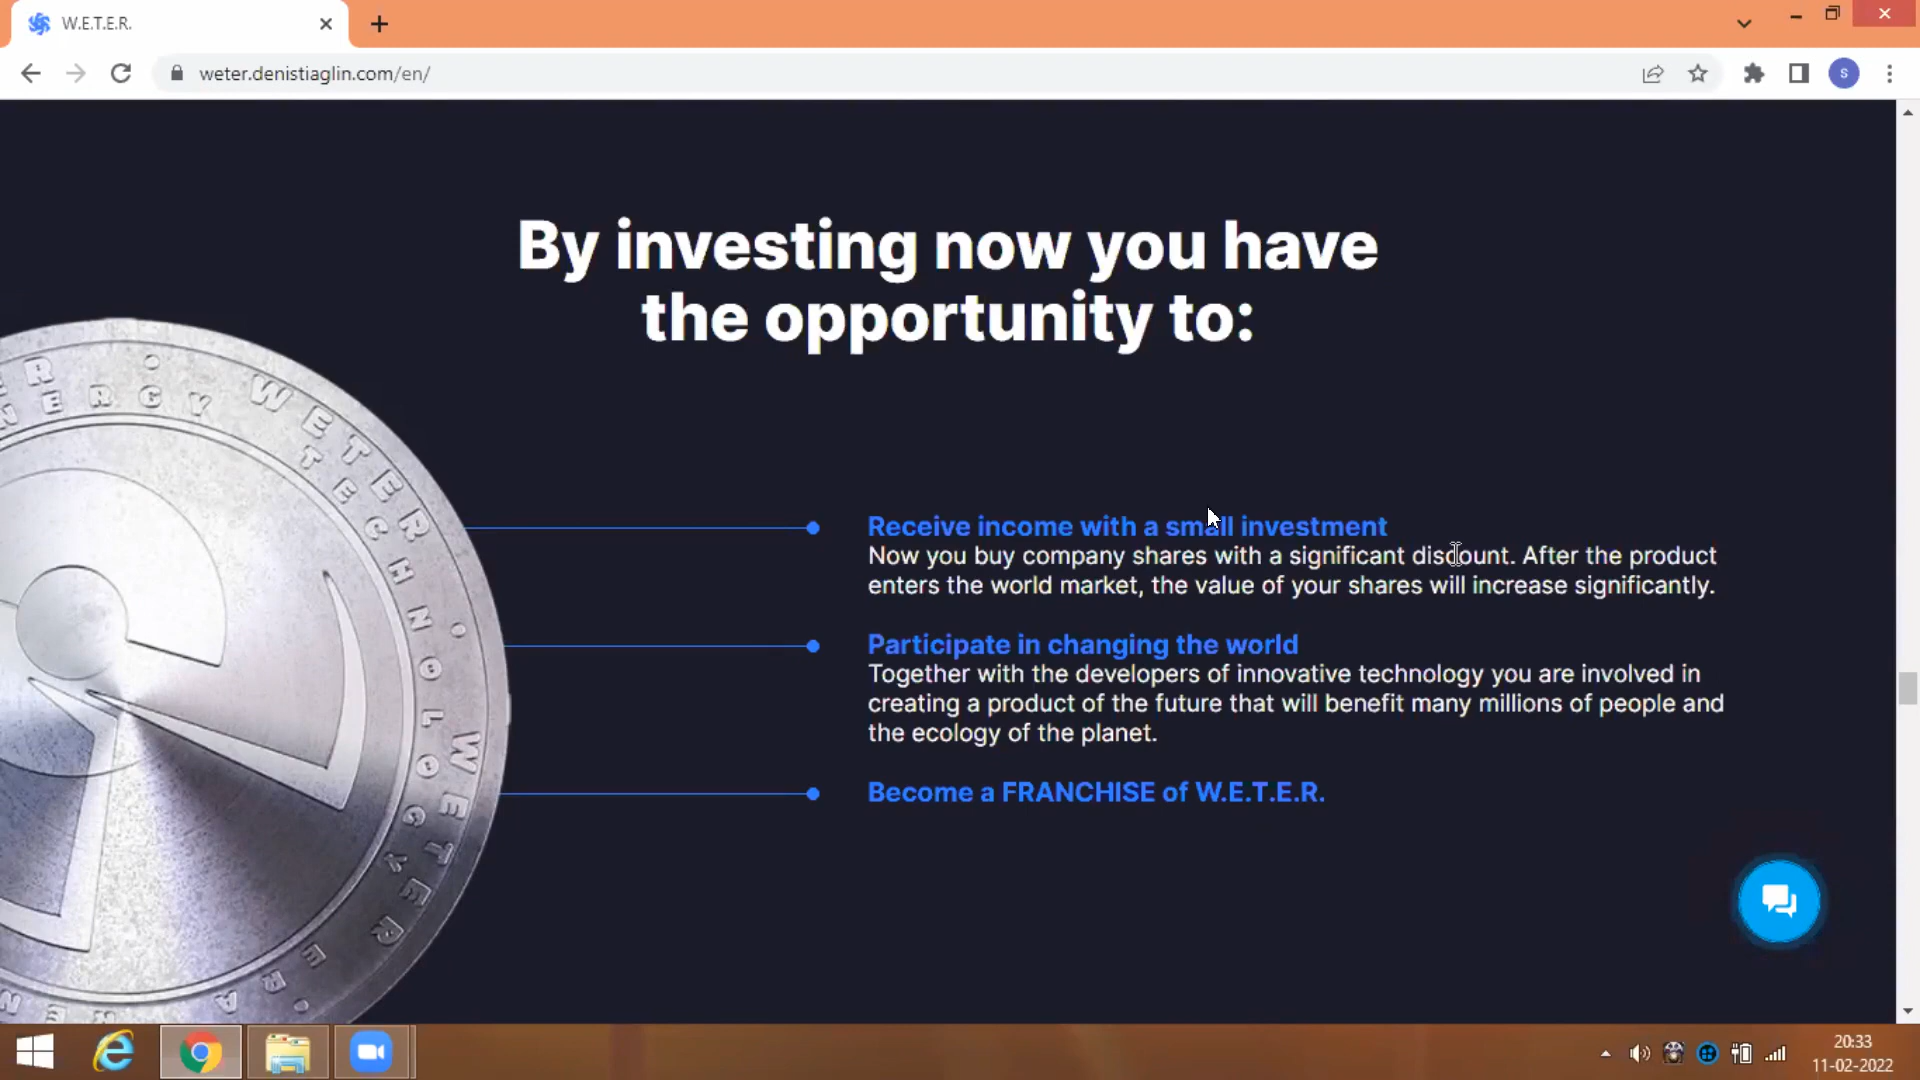 W.E.T.E.R.
weter.denistiaglin.com/en/
S
By investing now you have
the opportunity to:
WETER
TECHNOLOGY
WETER
ENERGY
Receive income with a small investment
Now you buy company shares with a significant discount. After the product
enters the world market, the value of your shares will increase significantly.
Participate in changing the world
Together with the developers of innovative technology you are involved in
creating a product of the future that will benefit many millions of people and
the ecology of the planet.
Become a FRANCHISE of W.E.T.E.R.
20:33
11-02-2022